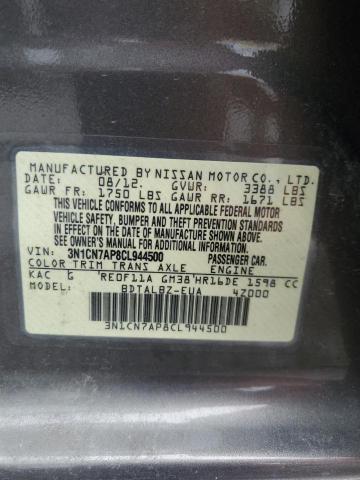 MANUFACTURED BY NISSAN MOTOR CO., LTD.
DATE: 08/12. GVWR: 3388 LBS
GAWR FR: 1750 LBS GAWR RR: 1671 LBS
THIS VEHICLE CONFORMS TO ALL APPLICABLE FEDERAL MOTOR
VEHICLE SAFETY, BUMPER AND THEFT PREVENTION STANDARDS
IN EFFECT ON THE DATE OF MANUFACTURE SHOWN ABOVE.
SEE OWNER'S MANUAL FOR ADDITIONAL INFORMATION.
VIN: 3N1CN7AP8CL944500 PASSENGER CAR.
COLOR TRIM TRANS AXLE ENGINE
KAC G RE0F11A GM38 HR16DE 1598 CC
BDTALBZ-EUA 4Z000
3N1CN7AP8CL944500